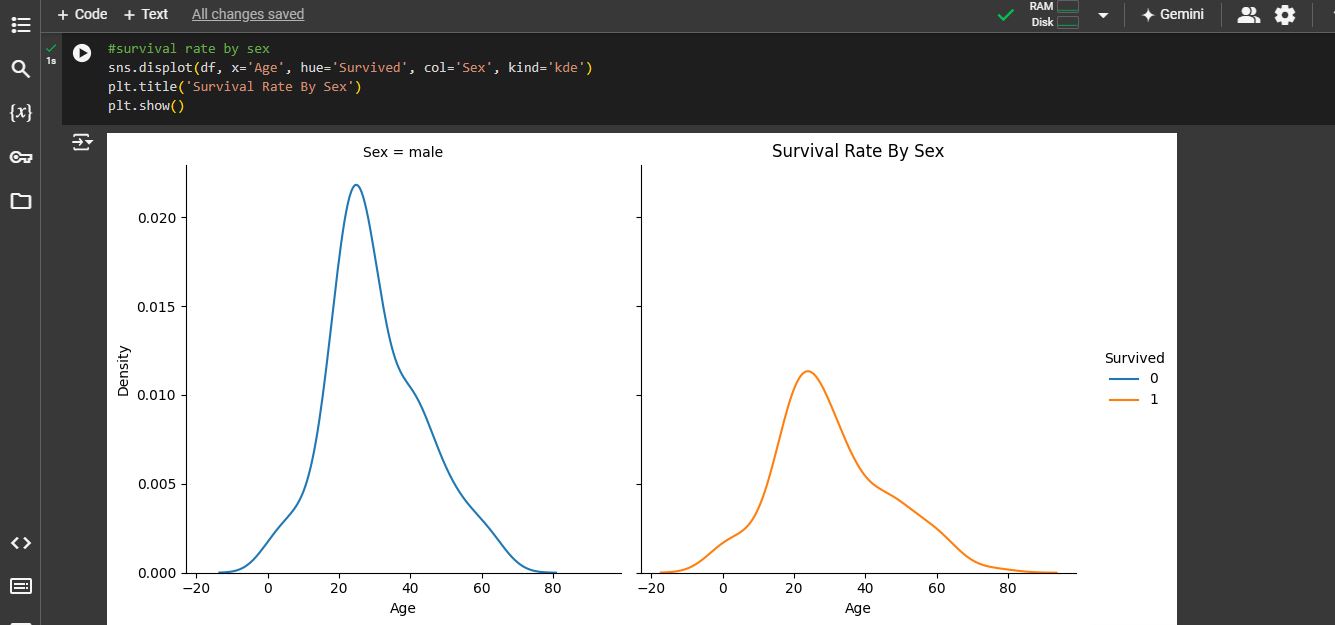 + Code + Text All changes saved
RAM
Disk
Gemini
1s
{x}
#survival rate by sex
sns.displot(df, x='Age', hue='Survived', col='Sex', kind='kde')
plt.title('Survival Rate By Sex')
plt.show()
Sex = male
Survival Rate By Sex
Density
0.020
0.015
0.010
0.005
0.000
−20 0 20 40 60 80
Age
−20 0 20 40 60 80
Age
Survived
0
1